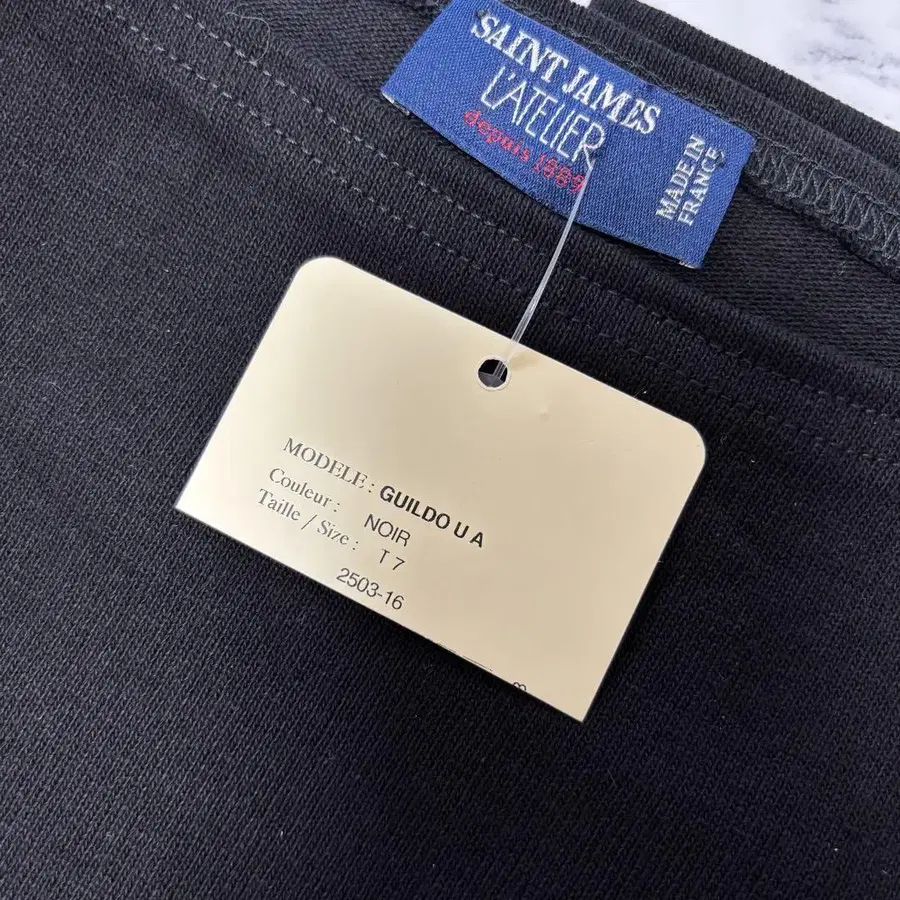 SAINT JAMES
L'ATELIER
depuis 1889
MADE IN
FRANCE
MODELE : GUILDO U A
Couleur : NOIR
Taille / Size : T 7
2503-16